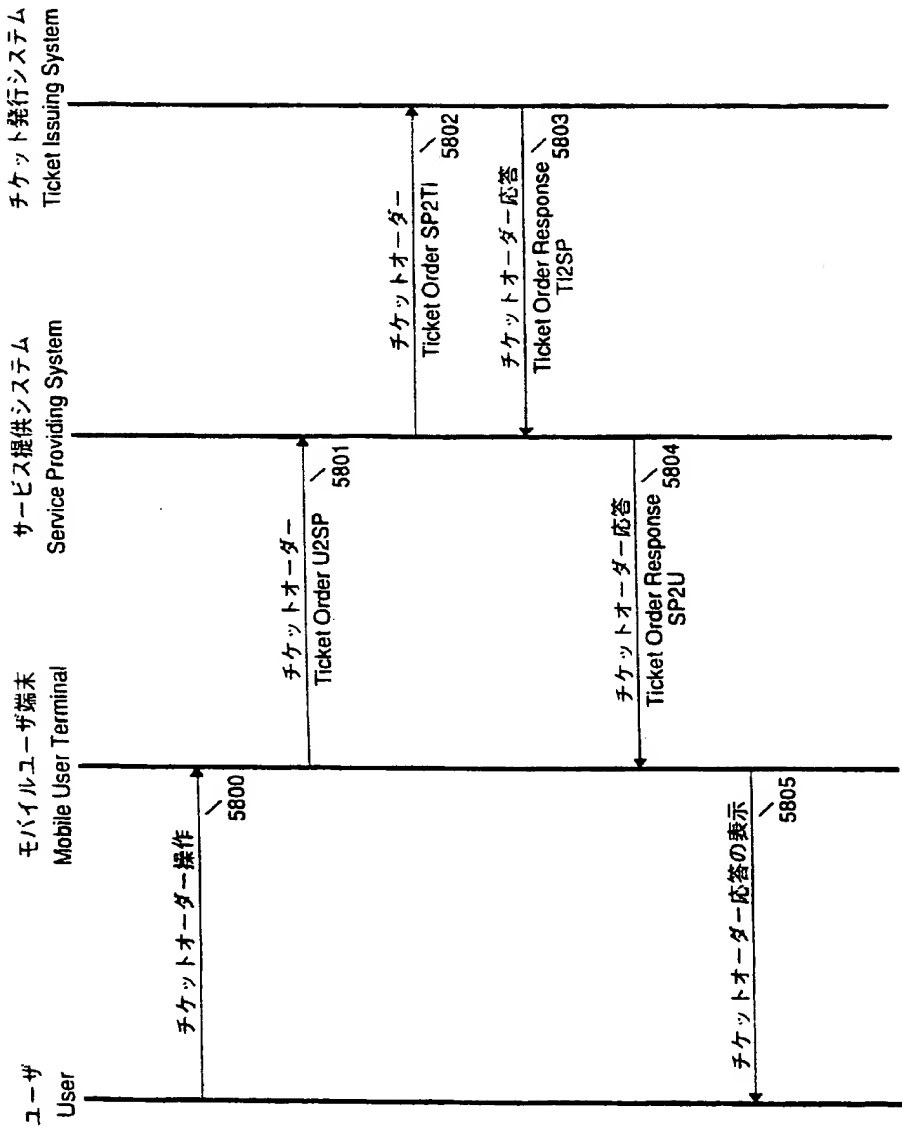 ユーザ
User
モバイルユーザ端末
Mobile User Terminal
サービス提供システム
Service Providing System
チケット発行システム
Ticket Issuing System
チケットオーダー操作
5800
チケットオーダー
Ticket Order U2SP
5801
チケットオーダー
Ticket Order SP2TI
5802
チケットオーダー応答
Ticket Order Response
TI2SP
5803
チケットオーダー応答
Ticket Order Response
SP2U
5804
チケットオーダー応答の表示
5805